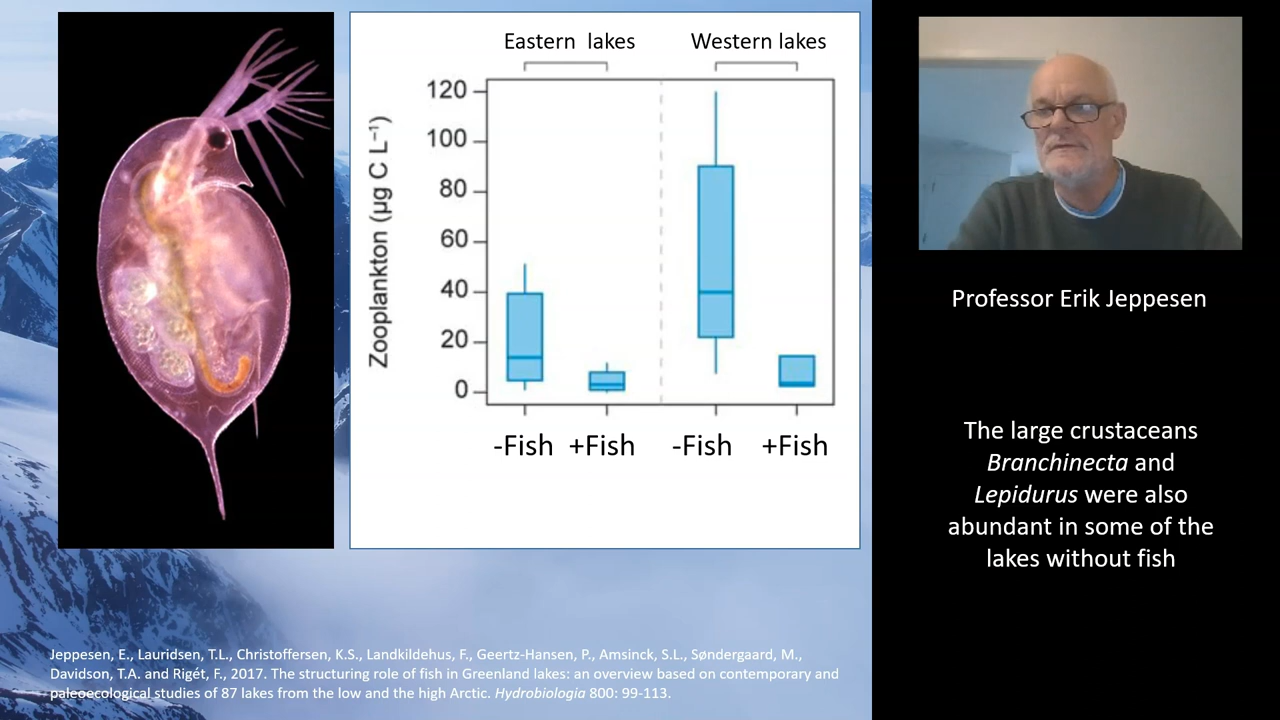 Eastern lakes
Western lakes
Zooplankton (µg C L⁻¹)
120
100
80
60
40
20
0
-Fish +Fish -Fish +Fish
Professor Erik Jeppesen
The large crustaceans
Branchinecta and
Lepidurus were also
abundant in some of the
lakes without fish
Jeppesen, E., Lauridsen, T.L., Christoffersen, K.S., Landkildehus, F., Geertz-Hansen, P., Amsinck, S.L., Søndergaard, M.,
Davidson, T.A. and Rigét, F., 2017. The structuring role of fish in Greenland lakes: an overview based on contemporary and
paleoecological studies of 87 lakes from the low and the high Arctic. Hydrobiologia 800: 99-113.